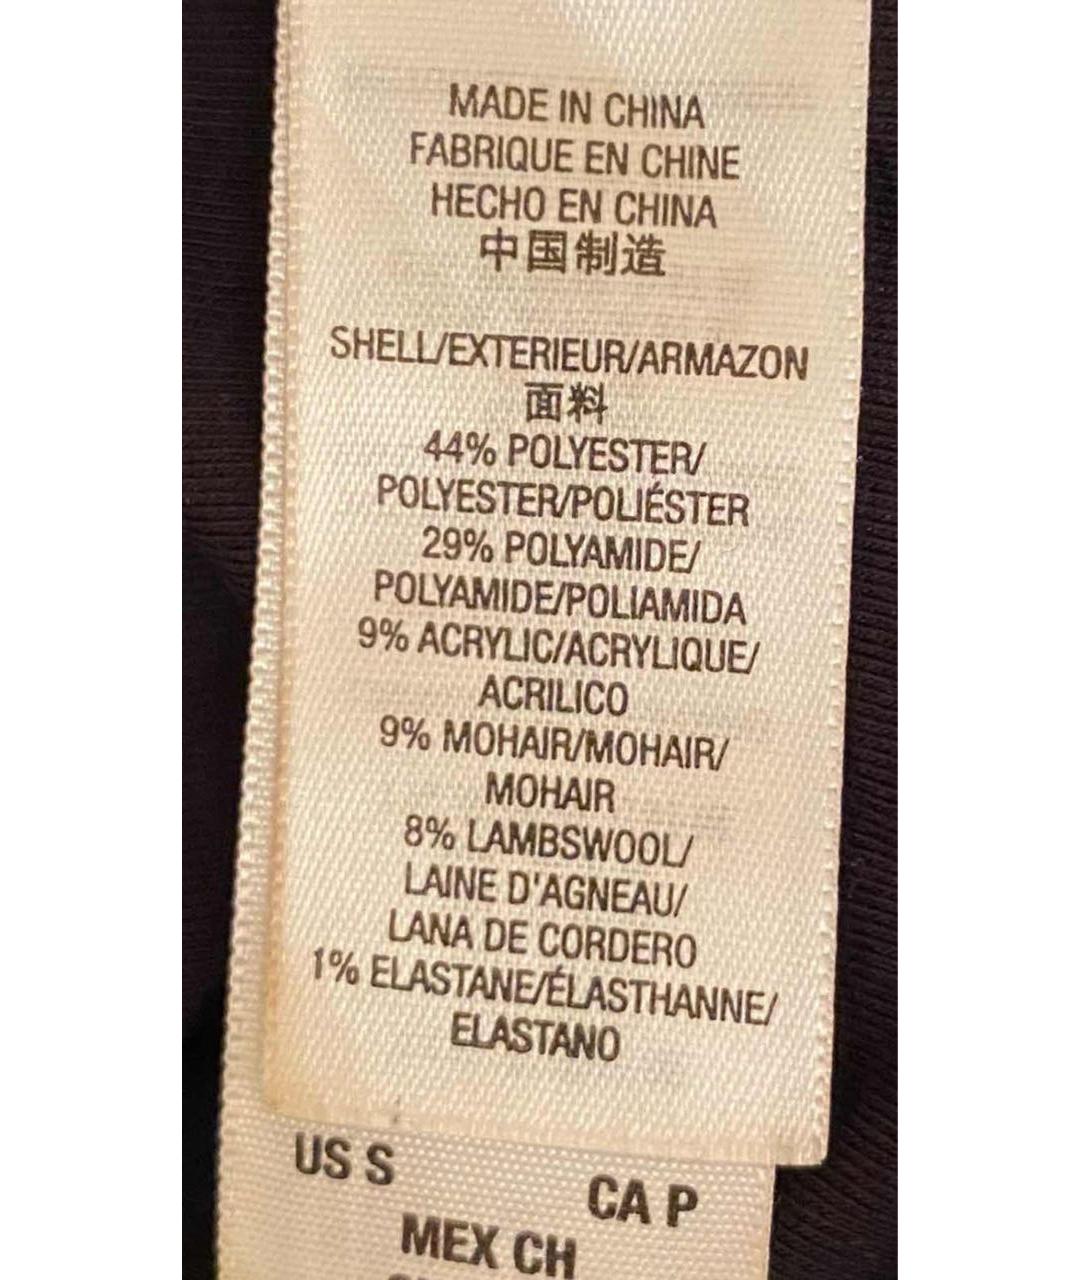 MADE IN CHINA
FABRIQUE EN CHINE
HECHO EN CHINA
中国制造
SHELL/EXTERIEUR/ARMAZON
面料
44% POLYESTER/
POLYESTER/POLIÉSTER
29% POLYAMIDE/
POLYAMIDE/POLIAMIDA
9% ACRYLIC/ACRYLIQUE/
ACRILICO
9% MOHAIR/MOHAIR/
MOHAIR
8% LAMBSWOOL/
LAINE D'AGNEAU/
LANA DE CORDERO
1% ELASTANE/ÉLASTHANNE/
ELASTANO
US S
CA P
MEX CH